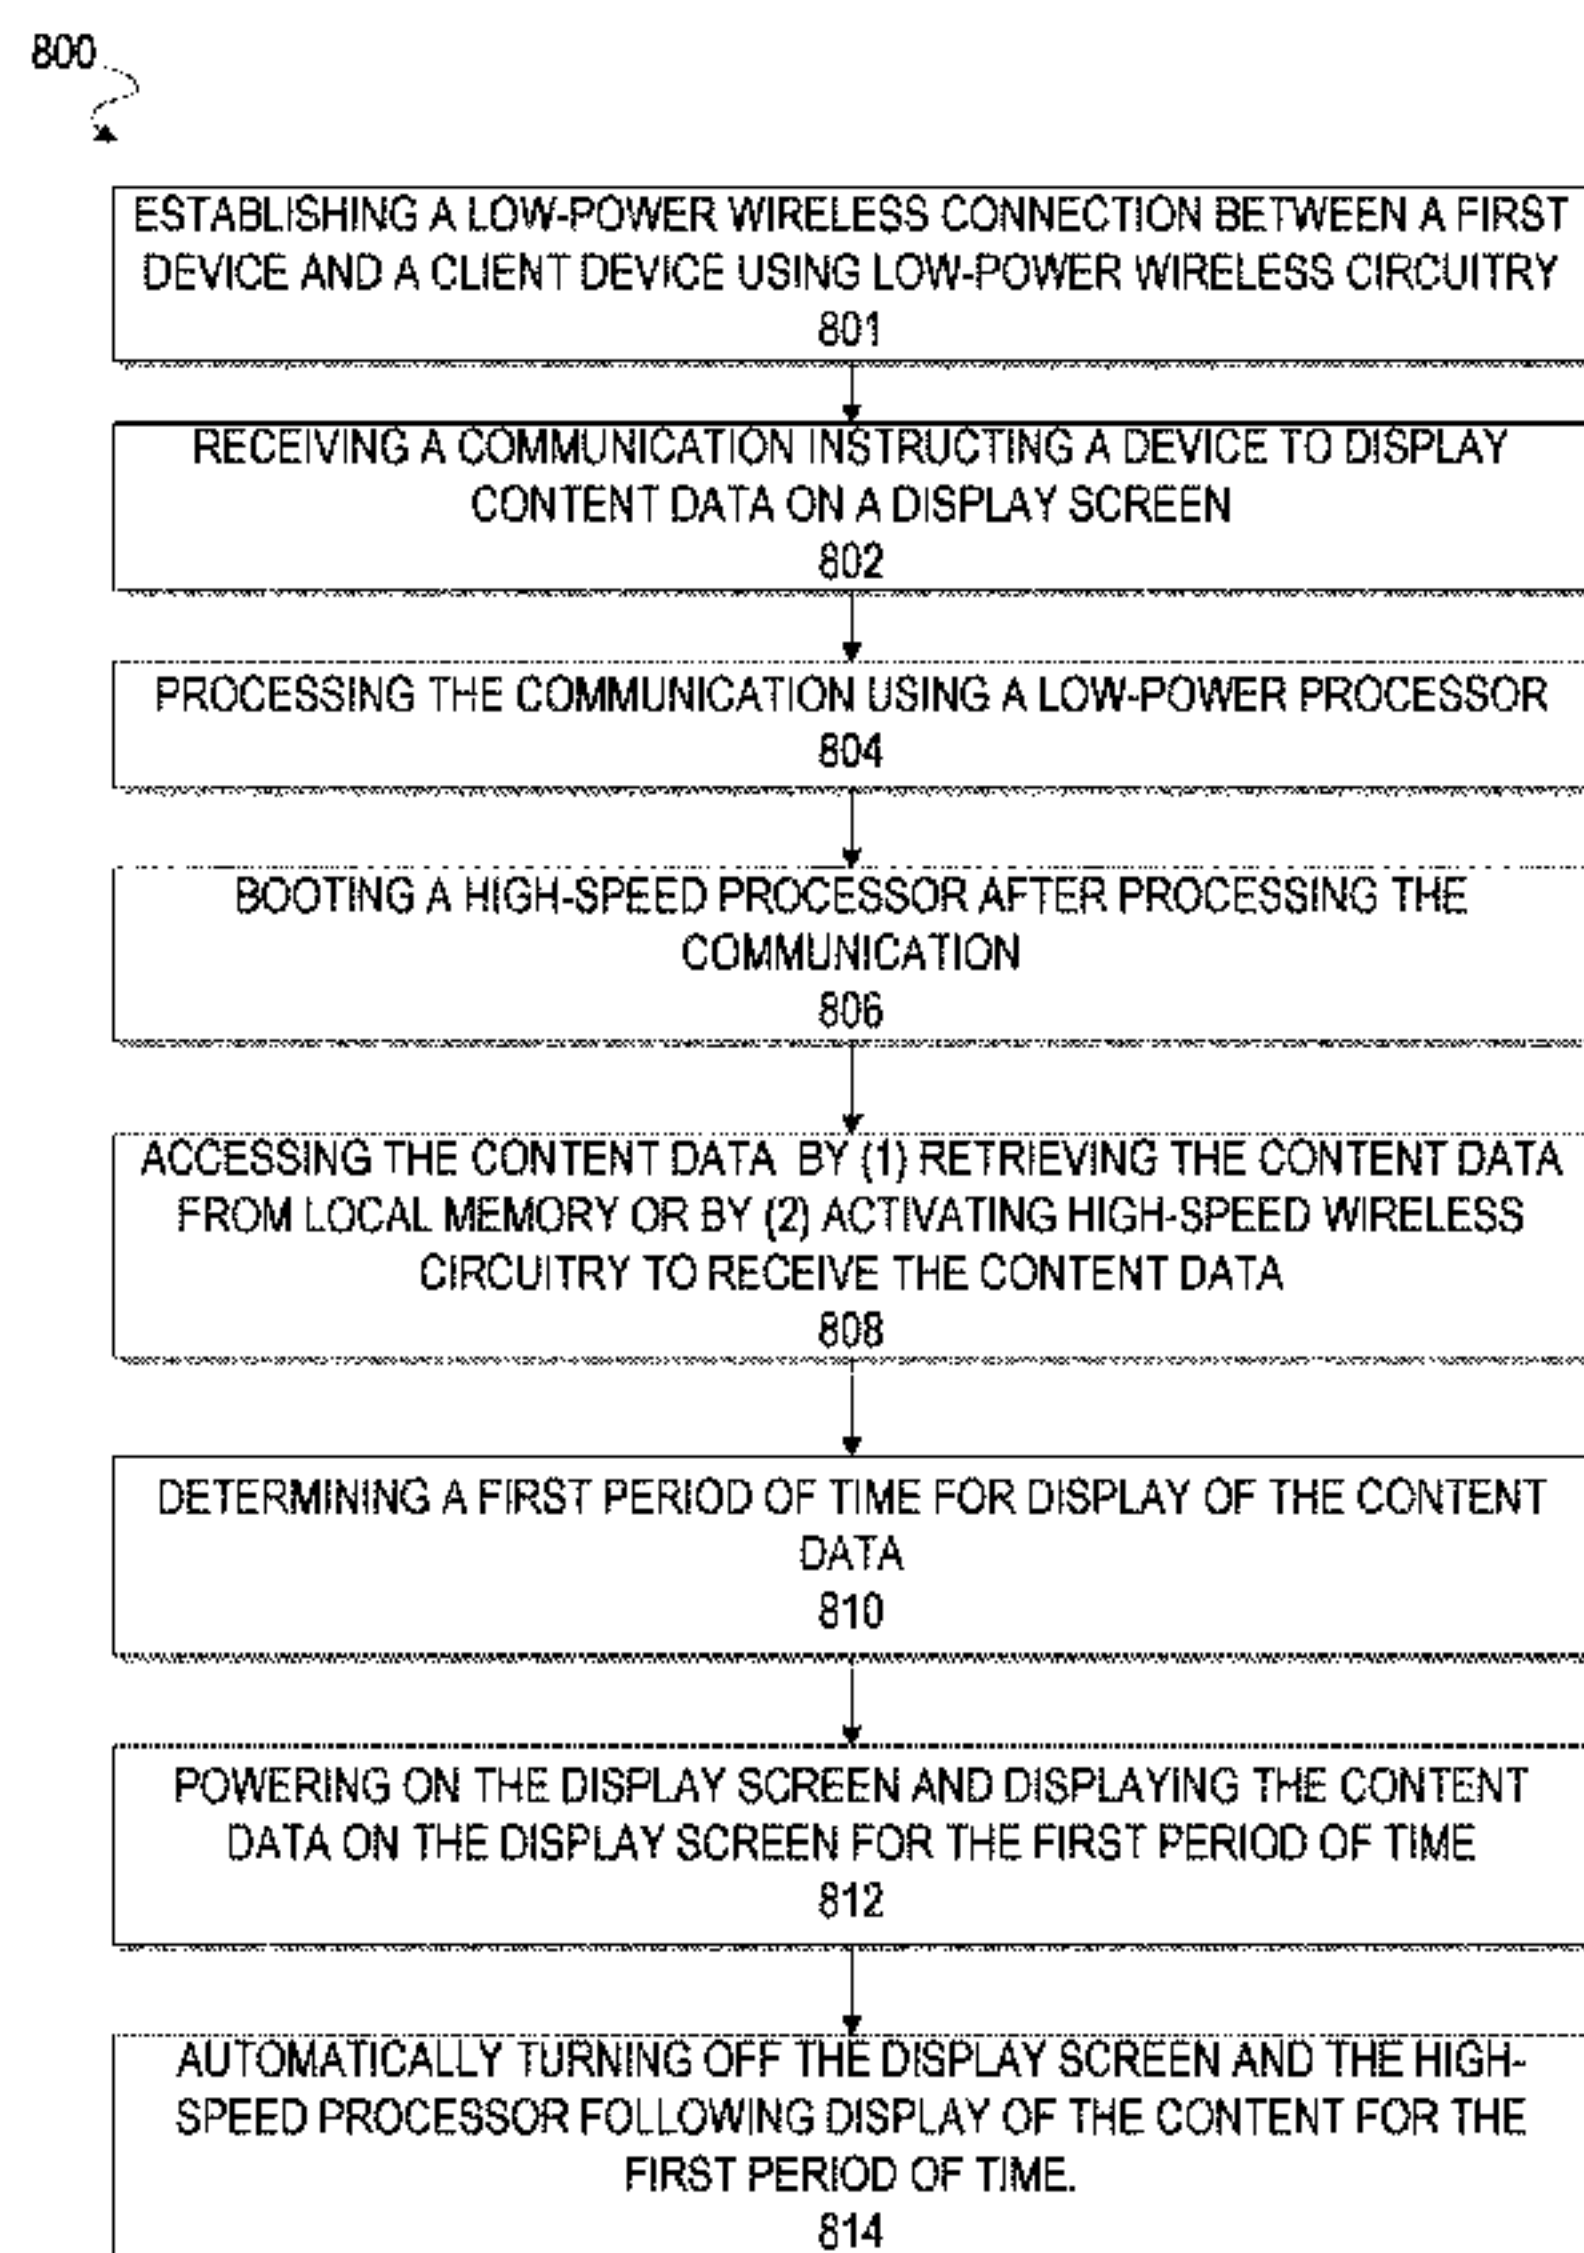 800
ESTABLISHING A LOW-POWER WIRELESS CONNECTION BETWEEN A FIRST
DEVICE AND A CLIENT DEVICE USING LOW-POWER WIRELESS CIRCUITRY
801
RECEIVING A COMMUNICATION INSTRUCTING A DEVICE TO DISPLAY
CONTENT DATA ON A DISPLAY SCREEN
802
PROCESSING THE COMMUNICATION USING A LOW-POWER PROCESSOR
804
BOOTING A HIGH-SPEED PROCESSOR AFTER PROCESSING THE
COMMUNICATION
806
ACCESSING THE CONTENT DATA BY (1) RETRIEVING THE CONTENT DATA
FROM LOCAL MEMORY OR BY (2) ACTIVATING HIGH-SPEED WIRELESS
CIRCUITRY TO RECEIVE THE CONTENT DATA
808
DETERMINING A FIRST PERIOD OF TIME FOR DISPLAY OF THE CONTENT
DATA
810
POWERING ON THE DISPLAY SCREEN AND DISPLAYING THE CONTENT
DATA ON THE DISPLAY SCREEN FOR THE FIRST PERIOD OF TIME
812
AUTOMATICALLY TURNING OFF THE DISPLAY SCREEN AND THE HIGH-
SPEED PROCESSOR FOLLOWING DISPLAY OF THE CONTENT FOR THE
FIRST PERIOD OF TIME.
814